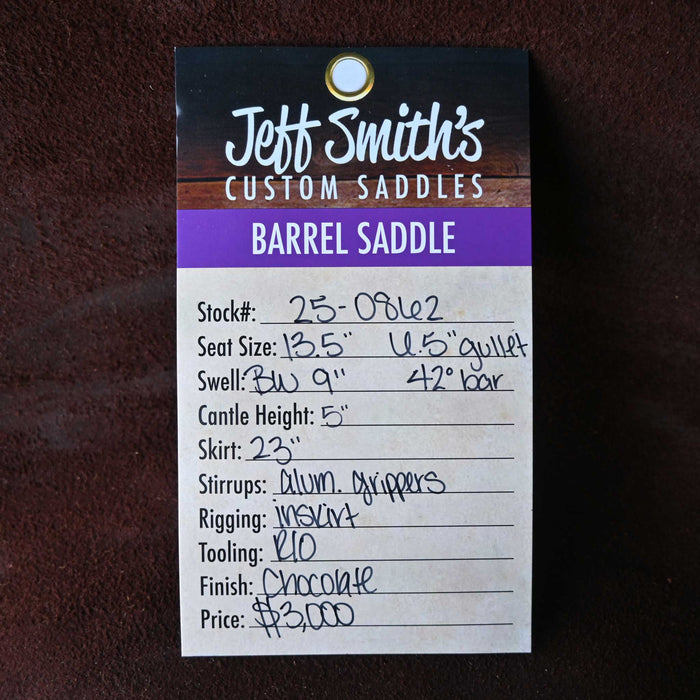 Jeff Smith's
CUSTOM SADDLES
BARREL SADDLE
Stock#: 25-0862
Seat Size: 13.5" 6.5" gullet
Swell: BW 9" 42° bar
Cantle Height: 5"
Skirt: 23"
Stirrups: alum. grippers
Rigging: inskirt
Tooling: RIO
Finish: Chocolate
Price: $3,000